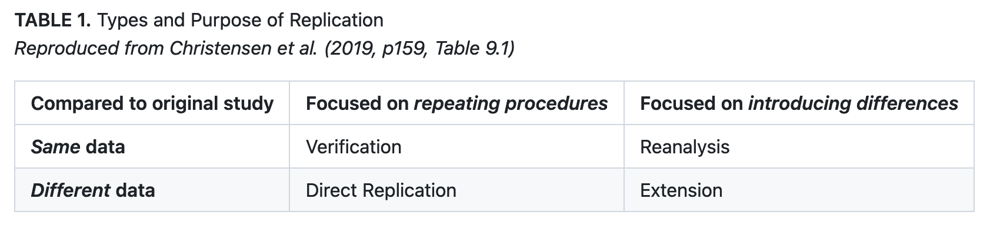 TABLE 1. Types and Purpose of Replication
Reproduced from Christensen et al. (2019, p159, Table 9.1)
Compared to original study Focused on repeating procedures Focused on introducing differences
Same data Verification Reanalysis
Different data Direct Replication Extension